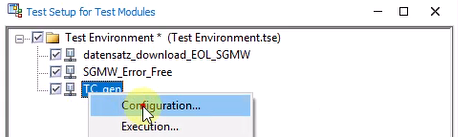 Test Setup for Test Modules
Test Environment * (Test Environment.tse)
datensatz_download_EOL_SGMW
SGMW_Error_Free
TC_gen
Configuration...
Execution...